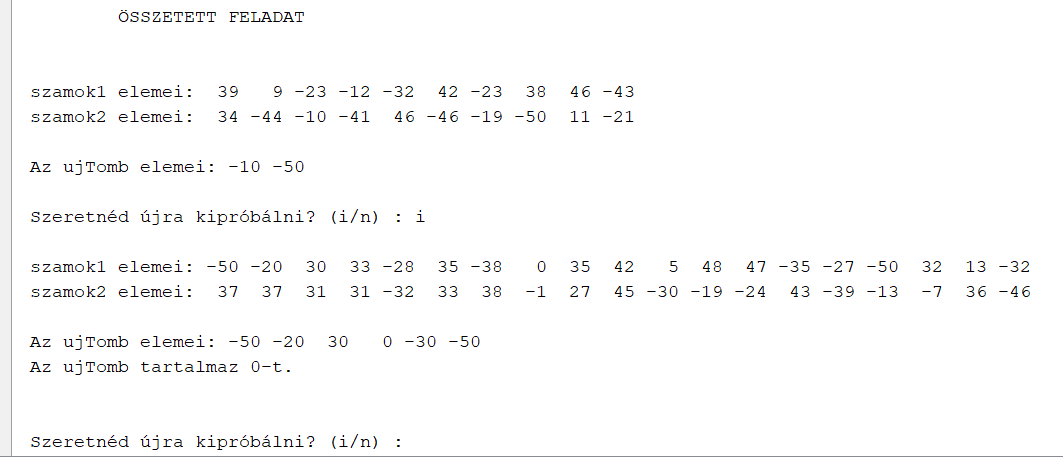 ÖSSZETETT FELADAT
szamok1 elemei:  39   9 -23 -12 -32  42 -23  38  46 -43
szamok2 elemei:  34 -44 -10 -41  46 -46 -19 -50  11 -21
Az ujTomb elemei: -10 -50
Szeretnéd újra kipróbálni? (i/n) : i
szamok1 elemei: -50 -20  30  33 -28  35 -38   0  35  42   5  48  47 -35 -27 -50  32  13 -32
szamok2 elemei:  37  37  31  31 -32  33  38  -1  27  45 -30 -19 -24  43 -39 -13  -7  36 -46
Az ujTomb elemei: -50 -20  30   0 -30 -50
Az ujTomb tartalmaz 0-t.
Szeretnéd újra kipróbálni? (i/n) :